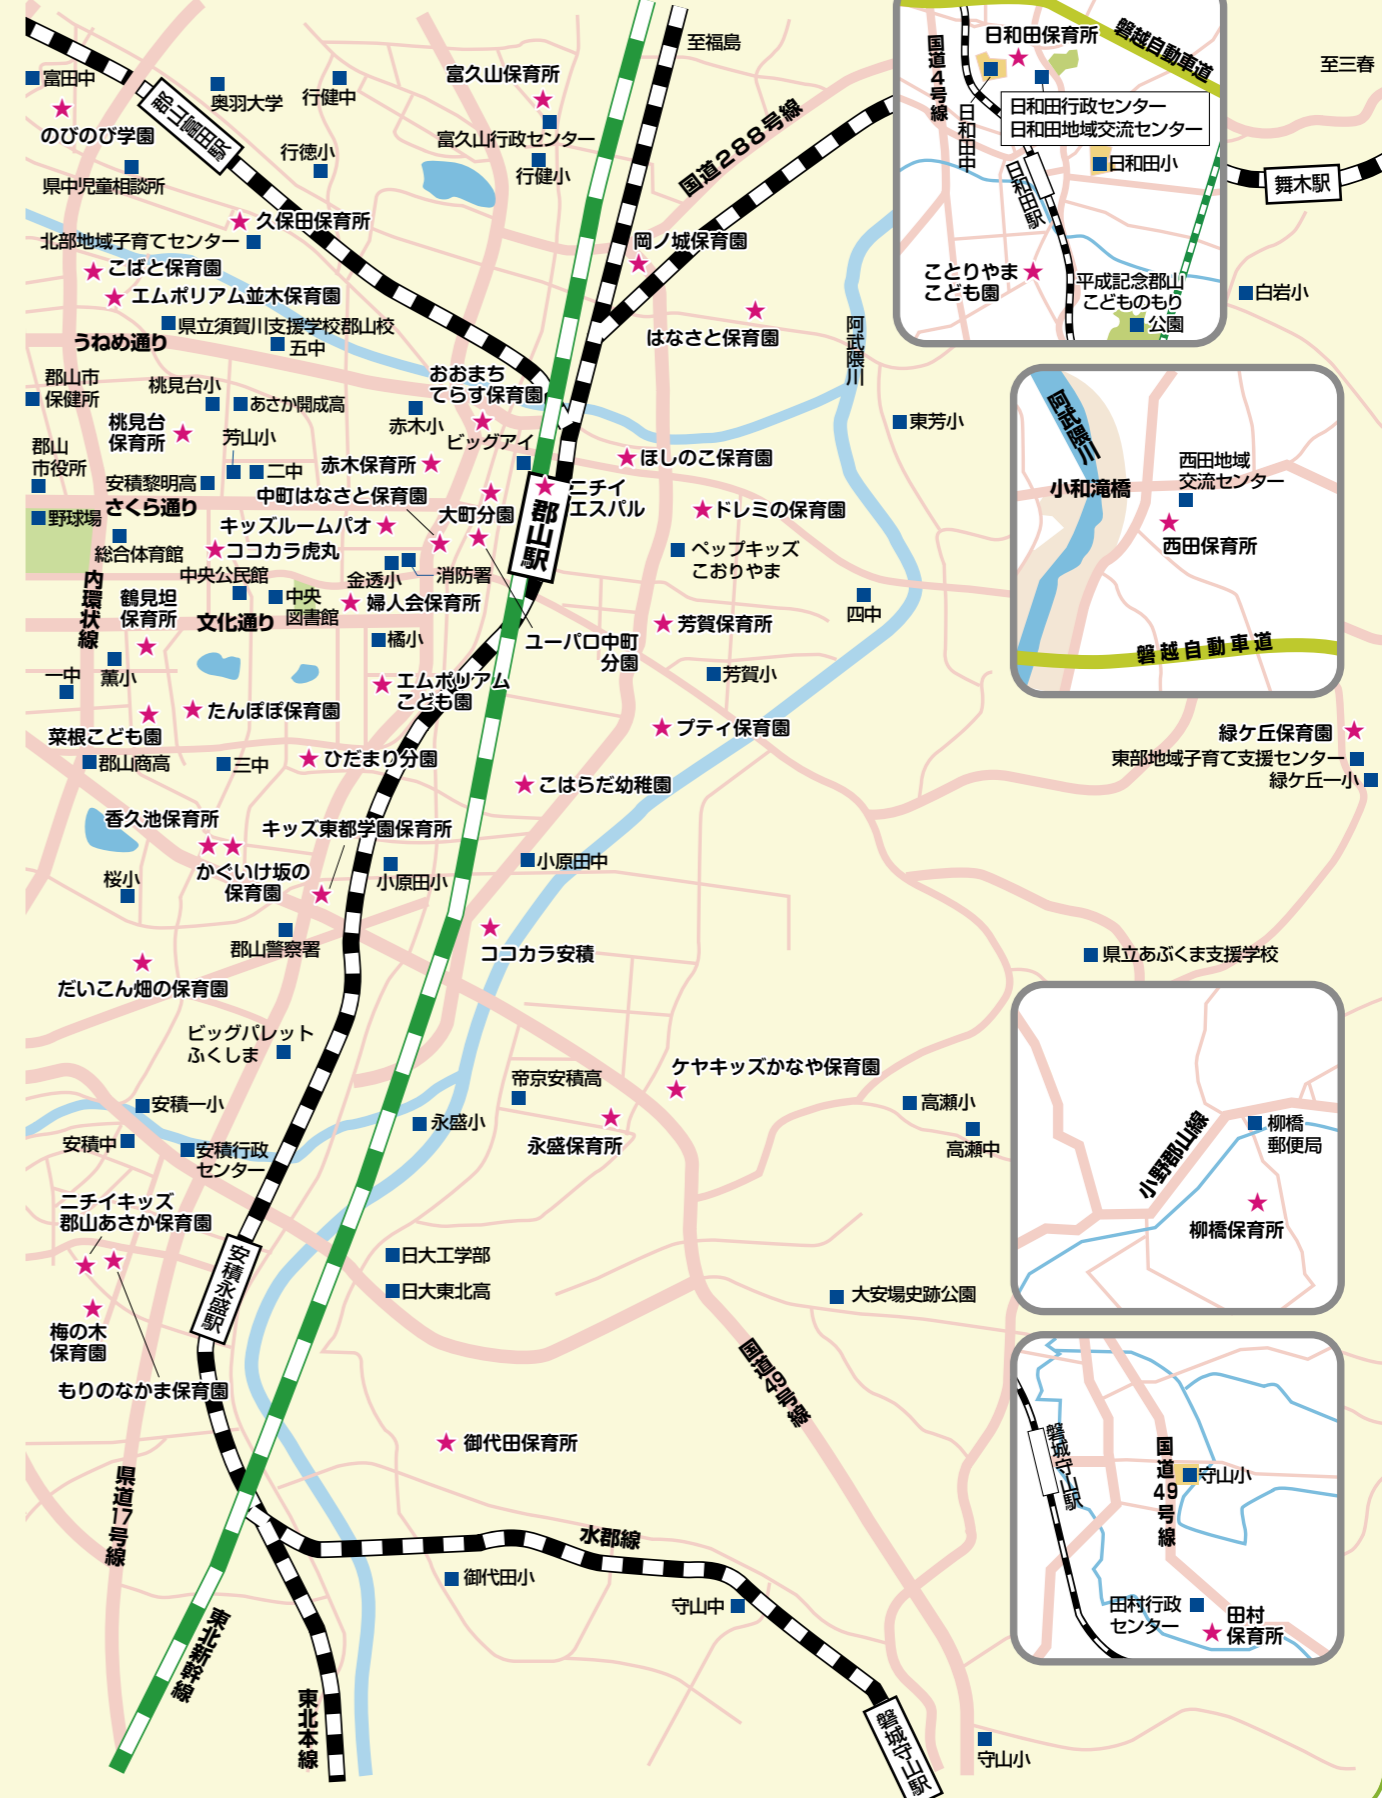 至福島
富田中
のびのび学園
郡山富田駅
奥羽大学
行健中
富久山保育所
富久山行政センター
行健小
国道288号線
県中児童相談所
行徳小
久保田保育所
北部地域子育てセンター
こばと保育園
エムポリアム並木保育園
県立須賀川支援学校郡山校
うねめ通り
五中
岡ノ城保育園
はなさと保育園
阿武隈川
国道4号線
日和田保育所
磐越自動車道
日和田行政センター
日和田地域交流センター
日和田中
日和田小
日和田駅
ことりやま
こども園
平成記念郡山
こどものもり
公園
至三春
舞木駅
白岩小
郡山市
保健所
桃見台小
あさか開成高
おおまち
てらす保育園
赤木小
ビッグアイ
桃見台
保育所
芳山小
郡山
市役所
二中
赤木保育所
安積黎明高
さくら通り
中町はなさと保育園
大町分園
ニチイ
エスパル
郡山駅
ほしのこ保育園
ドレミの保育園
東芳小
野球場
キッズルームパオ
総合体育館
ココカラ虎丸
ペップキッズ
こおりやま
中央公民館
金透小
消防署
内環状線
鶴見坦
保育所
中央
図書館
婦人会保育所
文化通り
橘小
ユーパロ中町
分園
芳賀保育所
四中
芳賀小
一中
薫小
エムポリアム
こども園
たんぽぽ保育園
菜根こども園
郡山商高
三中
ひだまり分園
プティ保育園
こはらだ幼稚園
阿武隈川
小和滝橋
西田地域
交流センター
西田保育所
磐越自動車道
緑ケ丘保育園
東部地域子育て支援センター
緑ケ丘一小
香久池保育所
キッズ東都学園保育所
かくいけ坂の
保育園
小原田小
小原田中
桜小
郡山警察署
ココカラ安積
だいこん畑の保育園
県立あぶくま支援学校
ビッグパレット
ふくしま
ケヤキッズかなや保育園
帝京安積高
安積一小
永盛小
永盛保育所
高瀬小
高瀬中
安積中
安積行政
センター
小野郡山線
柳橋
郵便局
柳橋保育所
ニチイキッズ
郡山あさか保育園
安積永盛駅
日大工学部
日大東北高
大安場史跡公園
梅の木
保育園
もりのなかま保育園
国道49号線
御代田保育所
磐城守山駅
国道49号線
守山小
田村行政
センター
田村
保育所
県道17号線
水郡線
御代田小
守山中
東北新幹線
東北本線
磐城守山駅
守山小